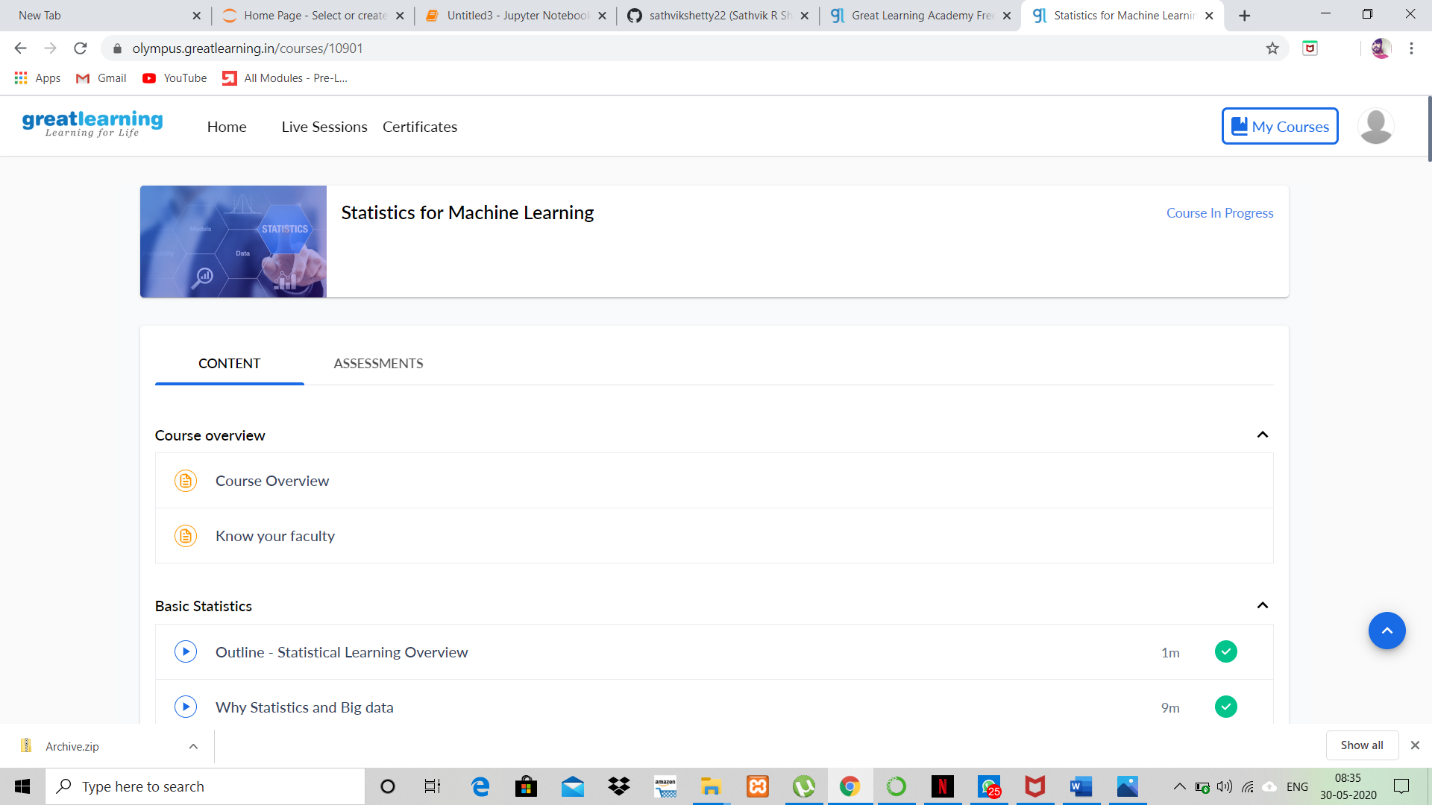 New Tab
Home Page - Select or create
Untitled3 - Jupyter Notebook
sathvikshetty22 (Sathvik R Sh
Great Learning Academy Free
Statistics for Machine Learnin
olympus.greatlearning.in/courses/10901
Apps
Gmail
YouTube
All Modules - Pre-L...
greatlearning
Learning for Life
Home
Live Sessions
Certificates
My Courses
STATISTICS
Models
Data
Statistics for Machine Learning
Course In Progress
CONTENT
ASSESSMENTS
Course overview
Course Overview
Know your faculty
Basic Statistics
Outline - Statistical Learning Overview
1m
Why Statistics and Big data
9m
Archive.zip
Show all
Type here to search
amazon
N
25
W
ENG
08:35
30-05-2020